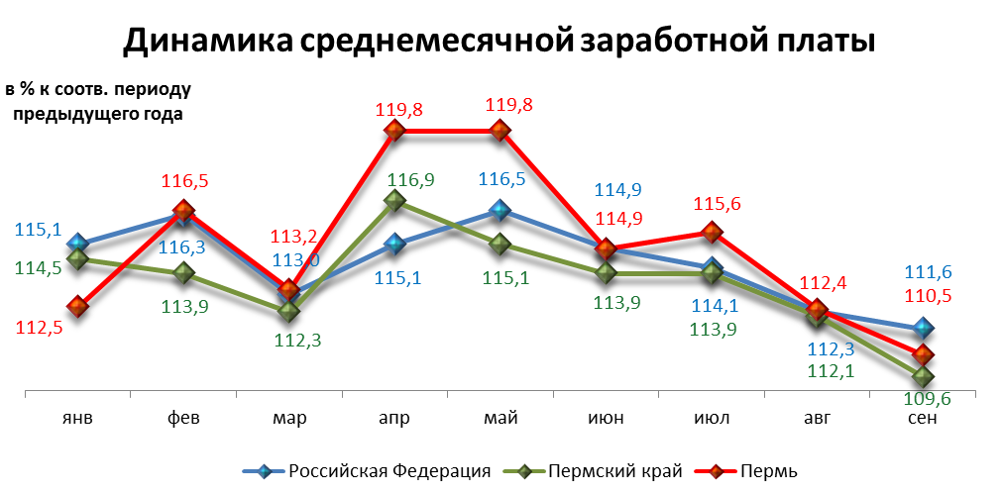 Динамика среднемесячной заработной платы
в % к соотв. периоду
предыдущего года
119,8
119,8
116,5
116,9
116,5
114,9
115,1
113,2
114,9
115,6
116,3
113,0
114,5
115,1
115,1
112,4
111,6
110,5
112,5
113,9
113,9
114,1
112,3
113,9
112,3
112,1
109,6
янв
фев
мар
апр
май
июн
июл
авг
сен
Российская Федерация
Пермский край
Пермь